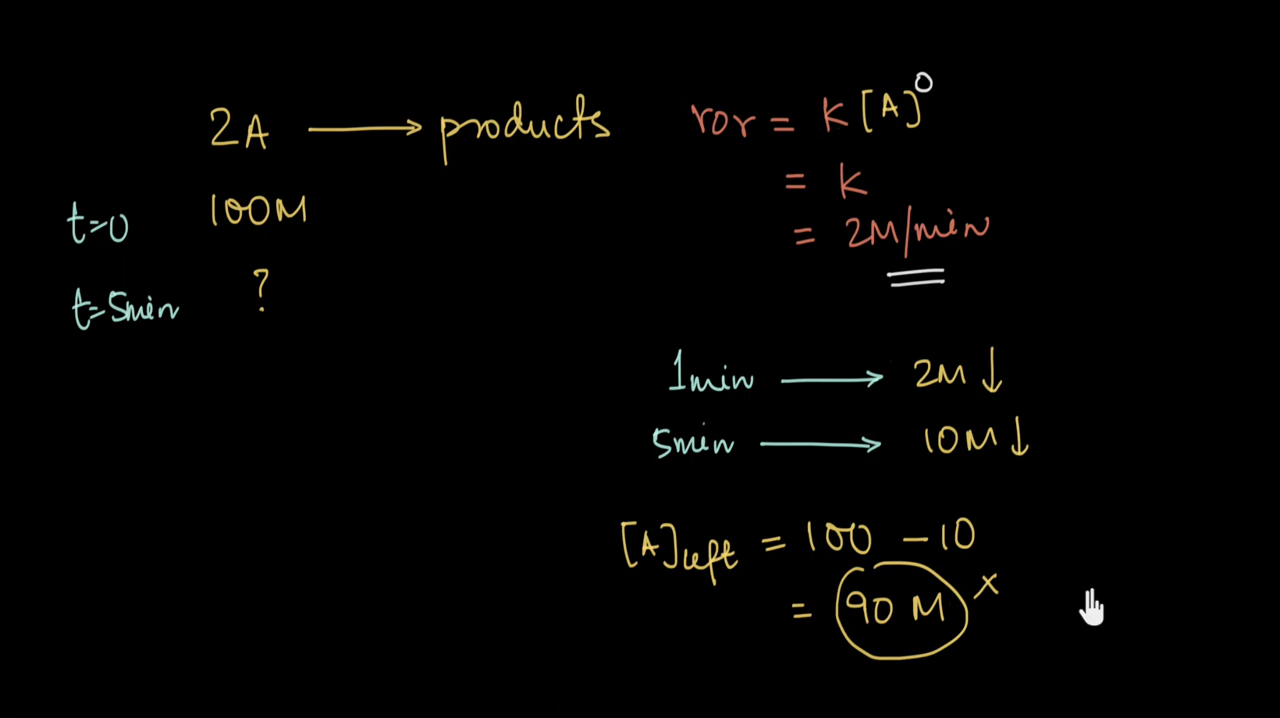 2A ⟶ products
t=0 100M
t=5min ?
ror = K[A]⁰
= K
= 2M/min
1min ⟶ 2M ↓
5min ⟶ 10M ↓
[A]left = 100 - 10
= 90 M x